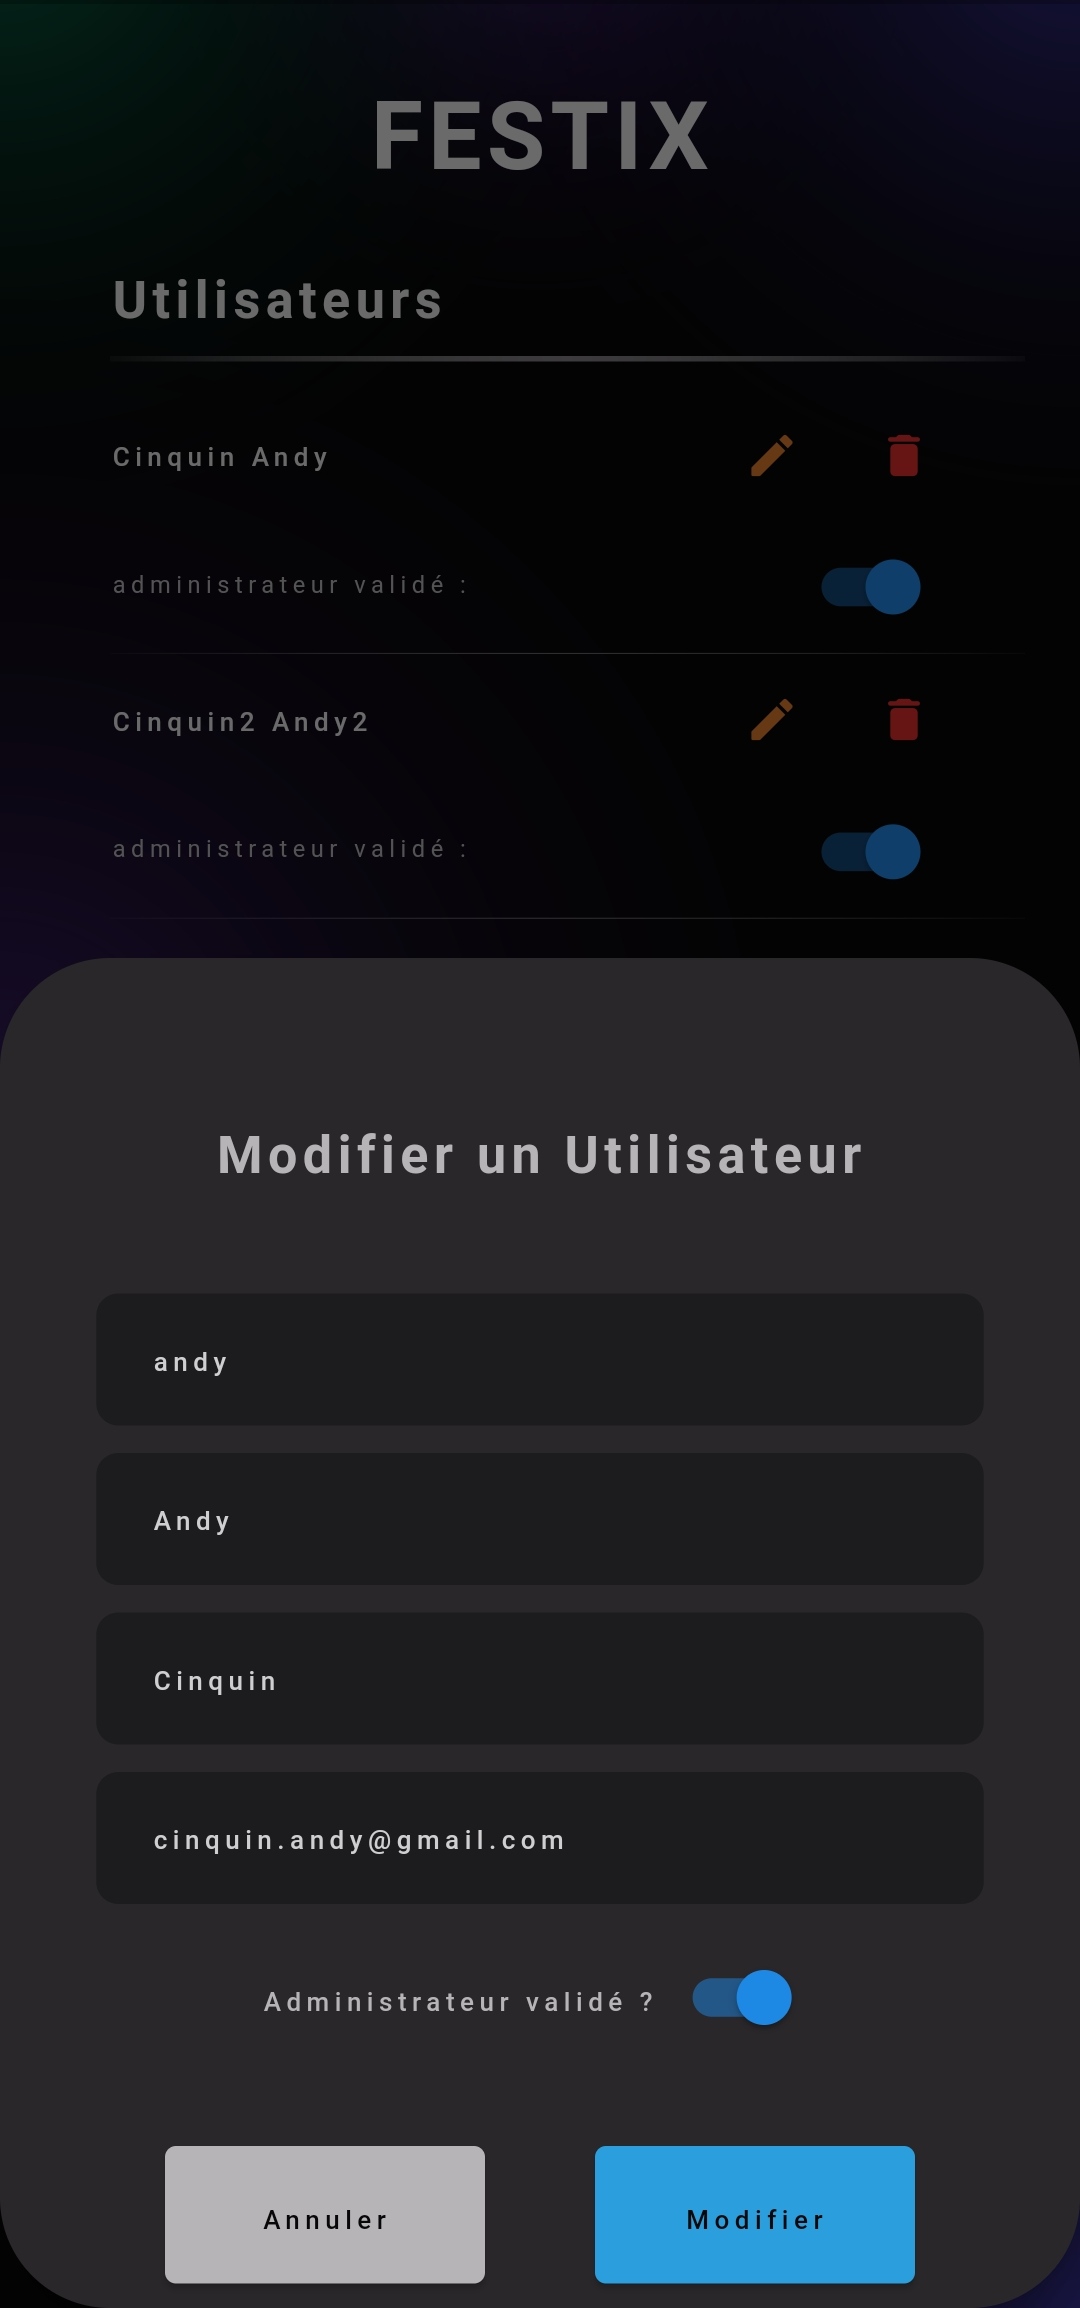 FESTIX
Utilisateurs
Cinquin Andy
administrateur validé :
Cinquin2 Andy2
administrateur validé :
Modifier un Utilisateur
andy
Andy
Cinquin
cinquin.andy@gmail.com
Administrateur validé ?
Annuler
Modifier